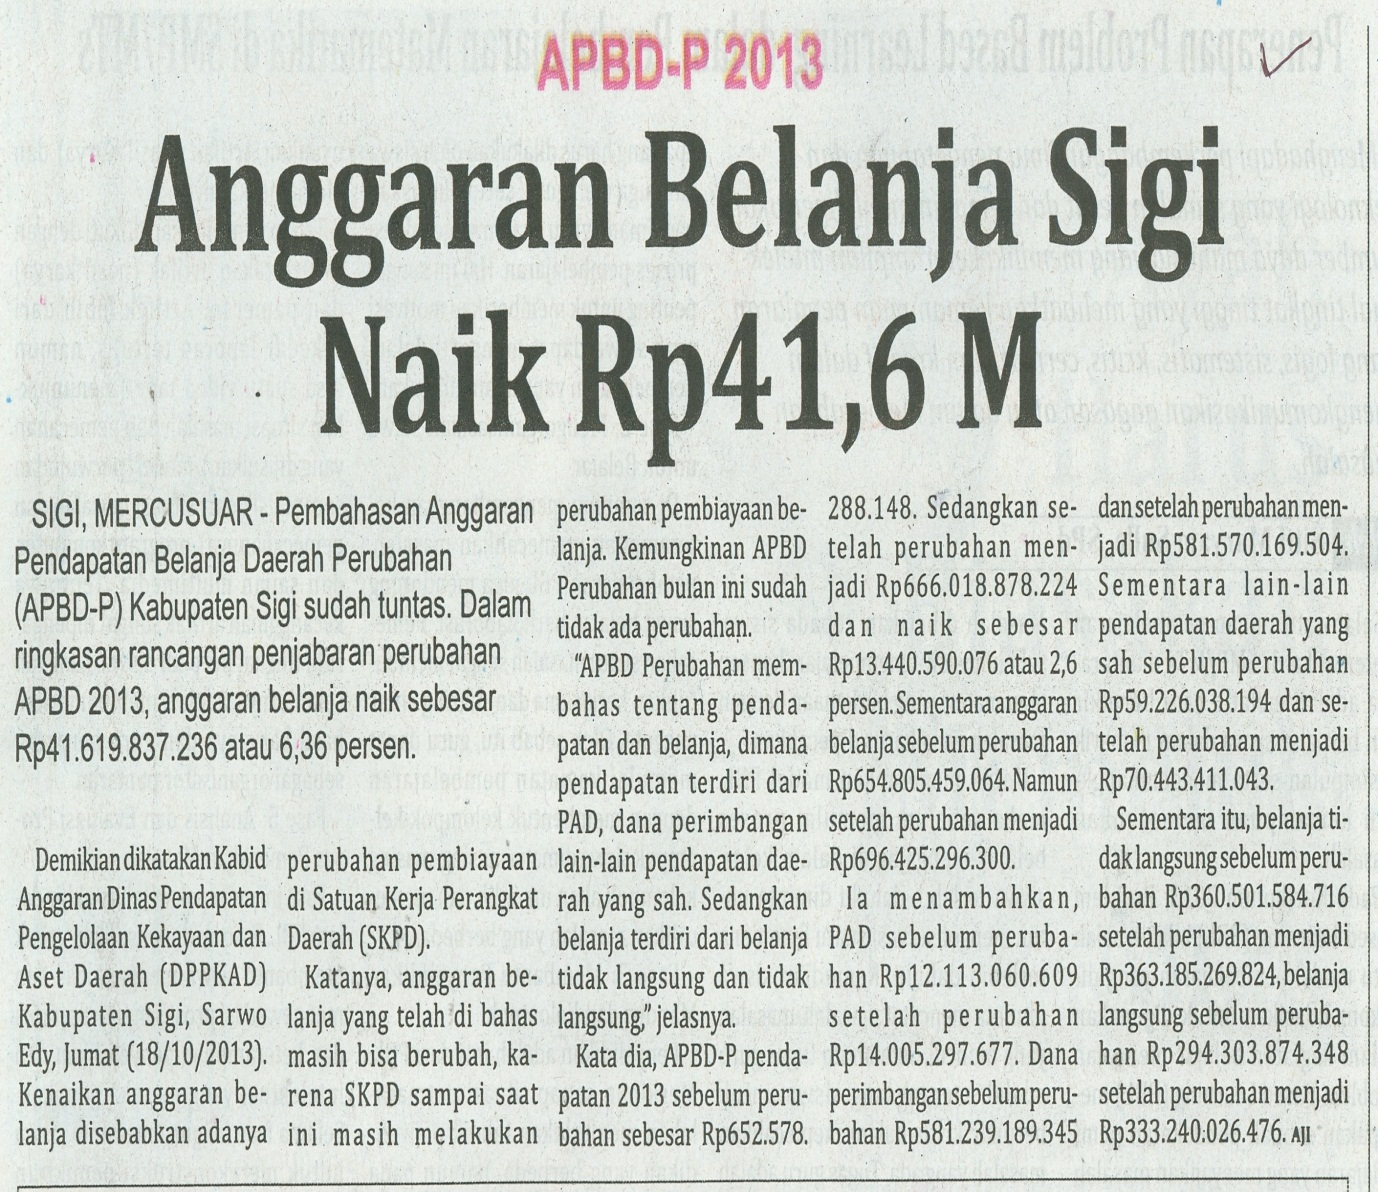 APBD-P 2013
Anggaran Belanja Sigi
Naik Rp41,6 M
SIGI, MERCUSUAR - Pembahasan Anggaran
Pendapatan Belanja Daerah Perubahan
(APBD-P) Kabupaten Sigi sudah tuntas. Dalam
ringkasan rancangan penjabaran perubahan
APBD 2013, anggaran belanja naik sebesar
Rp41.619.837.236 atau 6,36 persen.
Demikian dikatakan Kabid
Anggaran Dinas Pendapatan
Pengelolaan Kekayaan dan
Aset Daerah (DPPKAD)
Kabupaten Sigi, Sarwo
Edy, Jumat (18/10/2013).
Kenaikan anggaran be-
lanja disebabkan adanya
perubahan pembiayaan
di Satuan Kerja Perangkat
Daerah (SKPD).
Katanya, anggaran be-
lanja yang telah di bahas
masih bisa berubah, ka-
rena SKPD sampai saat
ini masih melakukan
perubahan pembiayaan be-
lanja. Kemungkinan APBD
Perubahan bulan ini sudah
tidak ada perubahan.
"APBD Perubahan mem-
bahas tentang penda-
patan dan belanja, dimana
pendapatan terdiri dari
PAD, dana perimbangan
lain-lain pendapatan dae-
rah yang sah. Sedangkan
belanja terdiri dari belanja
tidak langsung dan tidak
langsung," jelasnya.
Kata dia, APBD-P penda-
patan 2013 sebelum peru-
bahan sebesar Rp652.578.
288.148. Sedangkan se-
telah perubahan men-
jadi Rp666.018.878.224
dan naik sebesar
Rp13.440.590.076 atau 2,6
persen. Sementara anggaran
belanja sebelum perubahan
Rp654.805.459.064. Namun
setelah perubahan menjadi
Rp696.425.296.300.
Ia menambahkan,
PAD sebelum peruba-
han Rp12.113.060.609
setelah perubahan
Rp14.005.297.677. Dana
perimbangan sebelum peru-
bahan Rp581.239.189.345
dan setelah perubahan men-
jadi Rp581.570.169.504.
Sementara lain-lain
pendapatan daerah yang
sah sebelum perubahan
Rp59.226.038.194 dan se-
telah perubahan menjadi
Rp70.443.411.043.
Sementara itu, belanja ti-
dak langsung sebelum peru-
bahan Rp360.501.584.716
setelah perubahan menjadi
Rp363.185.269.824, belanja
langsung sebelum peruba-
han Rp294.303.874.348
setelah perubahan menjadi
Rp333.240.026.476. AJI